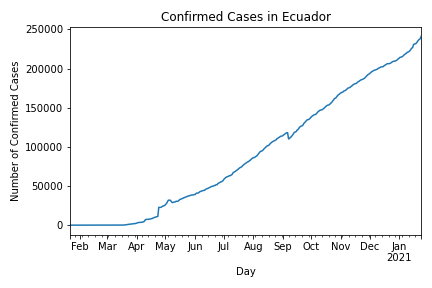 Confirmed Cases in Ecuador
Number of Confirmed Cases
250000
200000
150000
100000
50000
0
Feb Mar Apr May Jun Jul Aug Sep Oct Nov Dec Jan
2021
Day